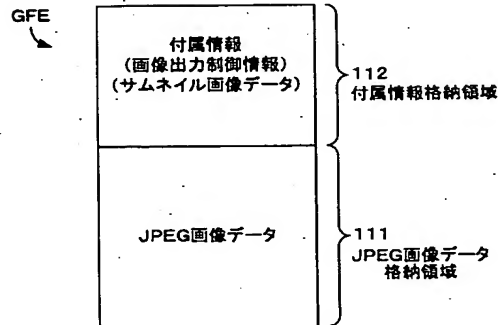 GFE
付属情報
(画像出力制御情報)
(サムネイル画像データ)
112
付属情報格納領域
JPEG画像データ
111
JPEG画像データ
格納領域